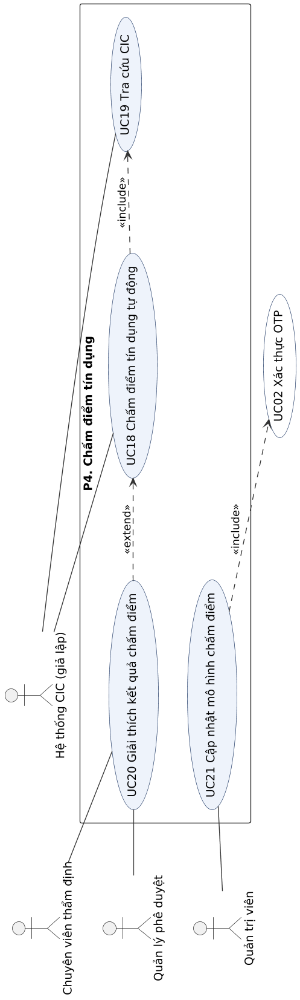 P4. Chấm điểm tín dụng
Hệ thống CIC (giả lập)
UC19 Tra cứu CIC
«include»
UC18 Chấm điểm tín dụng tự động
«extend»
UC20 Giải thích kết quả chấm điểm
Chuyên viên thẩm định
Quản lý phê duyệt
UC21 Cập nhật mô hình chấm điểm
«include»
UC02 Xác thực OTP
Quản trị viên